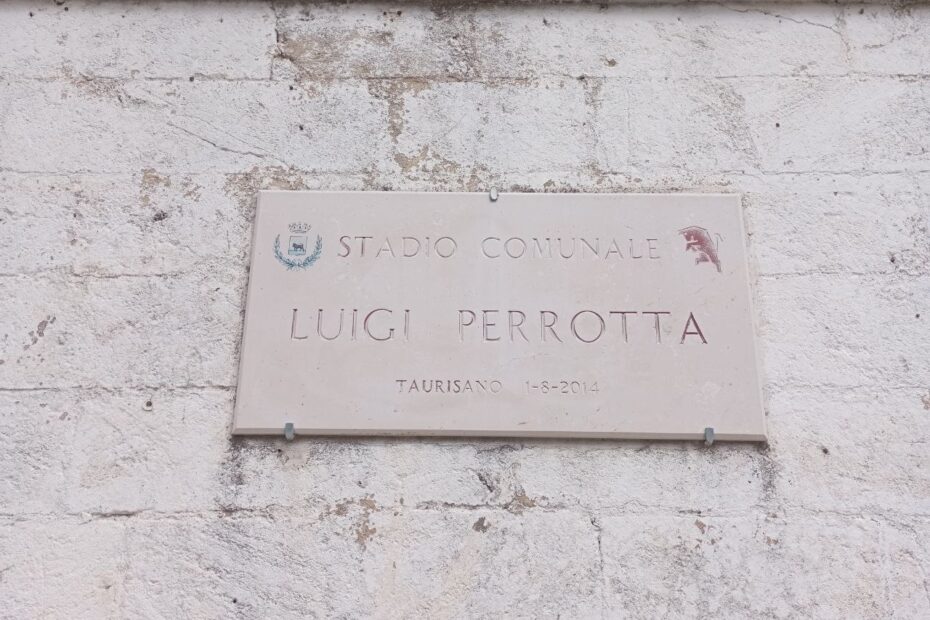 STADIO COMUNALE
LUIGI PERROTTA
TAURISANO 1-8-2014